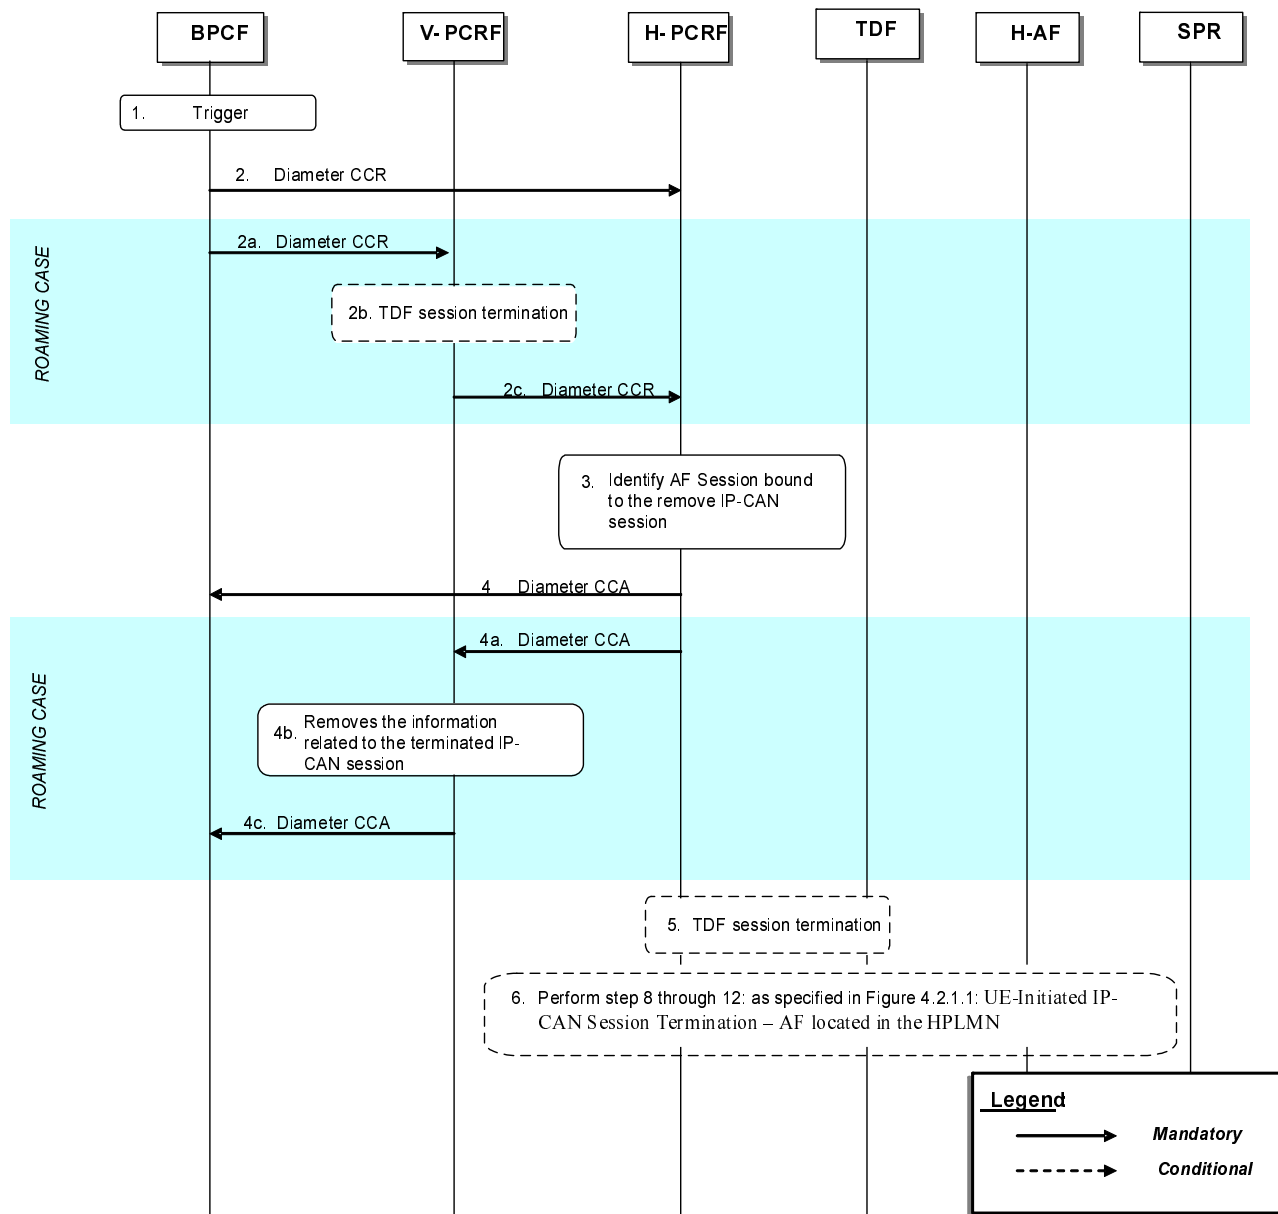 BPCF
V- PCRF
H- PCRF
TDF
H-AF
SPR
1. Trigger
2. Diameter CCR
ROAMING CASE
2a. Diameter CCR
2b. TDF session termination
2c. Diameter CCR
3. Identify AF Session bound
to the remove IP-CAN
session
4 Diameter CCA
ROAMING CASE
4a. Diameter CCA
4b. Removes the information
related to the terminated IP-
CAN session
4c. Diameter CCA
5. TDF session termination
6. Perform step 8 through 12: as specified in Figure 4.2.1.1: UE-Initiated IP-
CAN Session Termination – AF located in the HPLMN
Legend:
Mandatory
Conditional